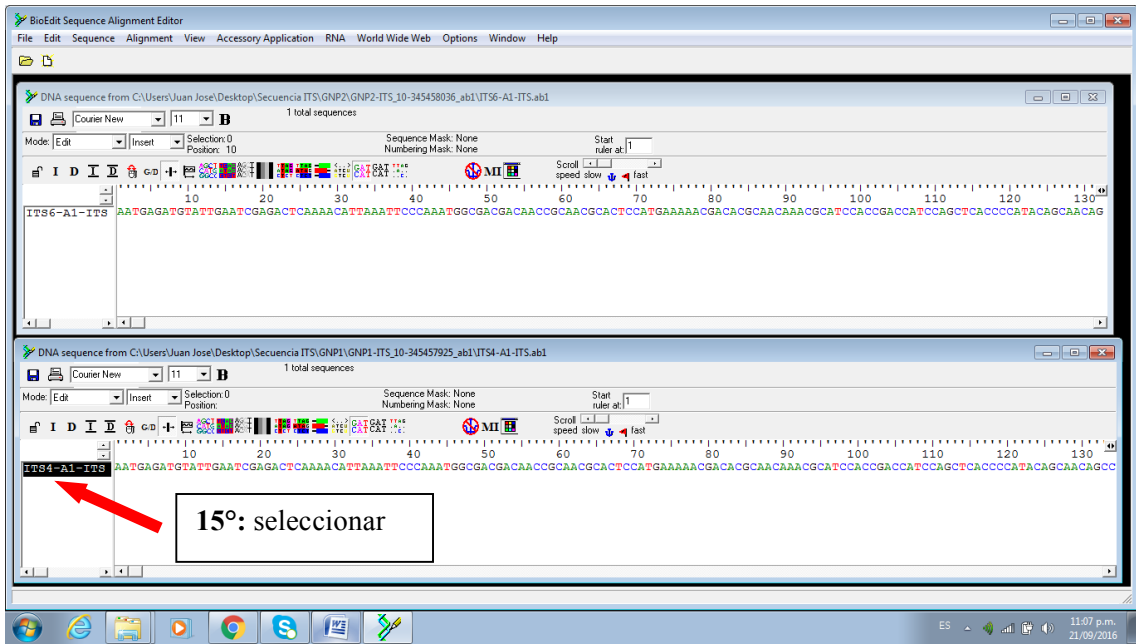 BioEdit Sequence Alignment Editor
File Edit Sequence Alignment View Accessory Application RNA World Wide Web Options Window Help
DNA sequence from C:\Users\Juan Jose\Desktop\Secuencia ITS\GNP2\GNP2-ITS_10-345458036_ab1\ITS6-A1-ITS.ab1
Courier New 11 B 1 total sequences
Mode: Edit Insert Selection: 0 Position: 10 Sequence Mask: None Numbering Mask: None Start ruler at: 1
I D I D G/D MI Scroll speed slow fast
10 20 30 40 50 60 70 80 90 100 110 120 130
ITS6-A1-ITS AATGAGATGTATTGAATCGAGACTCAAAACATTAAATTCCCAAATGGCGACGACAACCGCAACGCACTCCATGAAAAACGACACGCAACAAACGCATCCACCGACCATCCAGCTCACCCCATACAGCAACAG
DNA sequence from C:\Users\Juan Jose\Desktop\Secuencia ITS\GNP1\GNP1-ITS_10-345457925_ab1\ITS4-A1-ITS.ab1
Courier New 11 B 1 total sequences
Mode: Edit Insert Selection: 0 Position: Sequence Mask: None Numbering Mask: None Start ruler at: 1
I D I D G/D MI Scroll speed slow fast
10 20 30 40 50 60 70 80 90 100 110 120 130
ITS4-A1-ITS AATGAGATGTATTGAATCGAGACTCAAAACATTAAATTCCCAAATGGCGACGACAACCGCAACGCACTCCATGAAAAACGACACGCAACAAACGCATCCACCGACCATCCAGCTCACCCCATACAGCAACAGCC
15°: seleccionar
ES 11:07 p.m.
21/09/2016